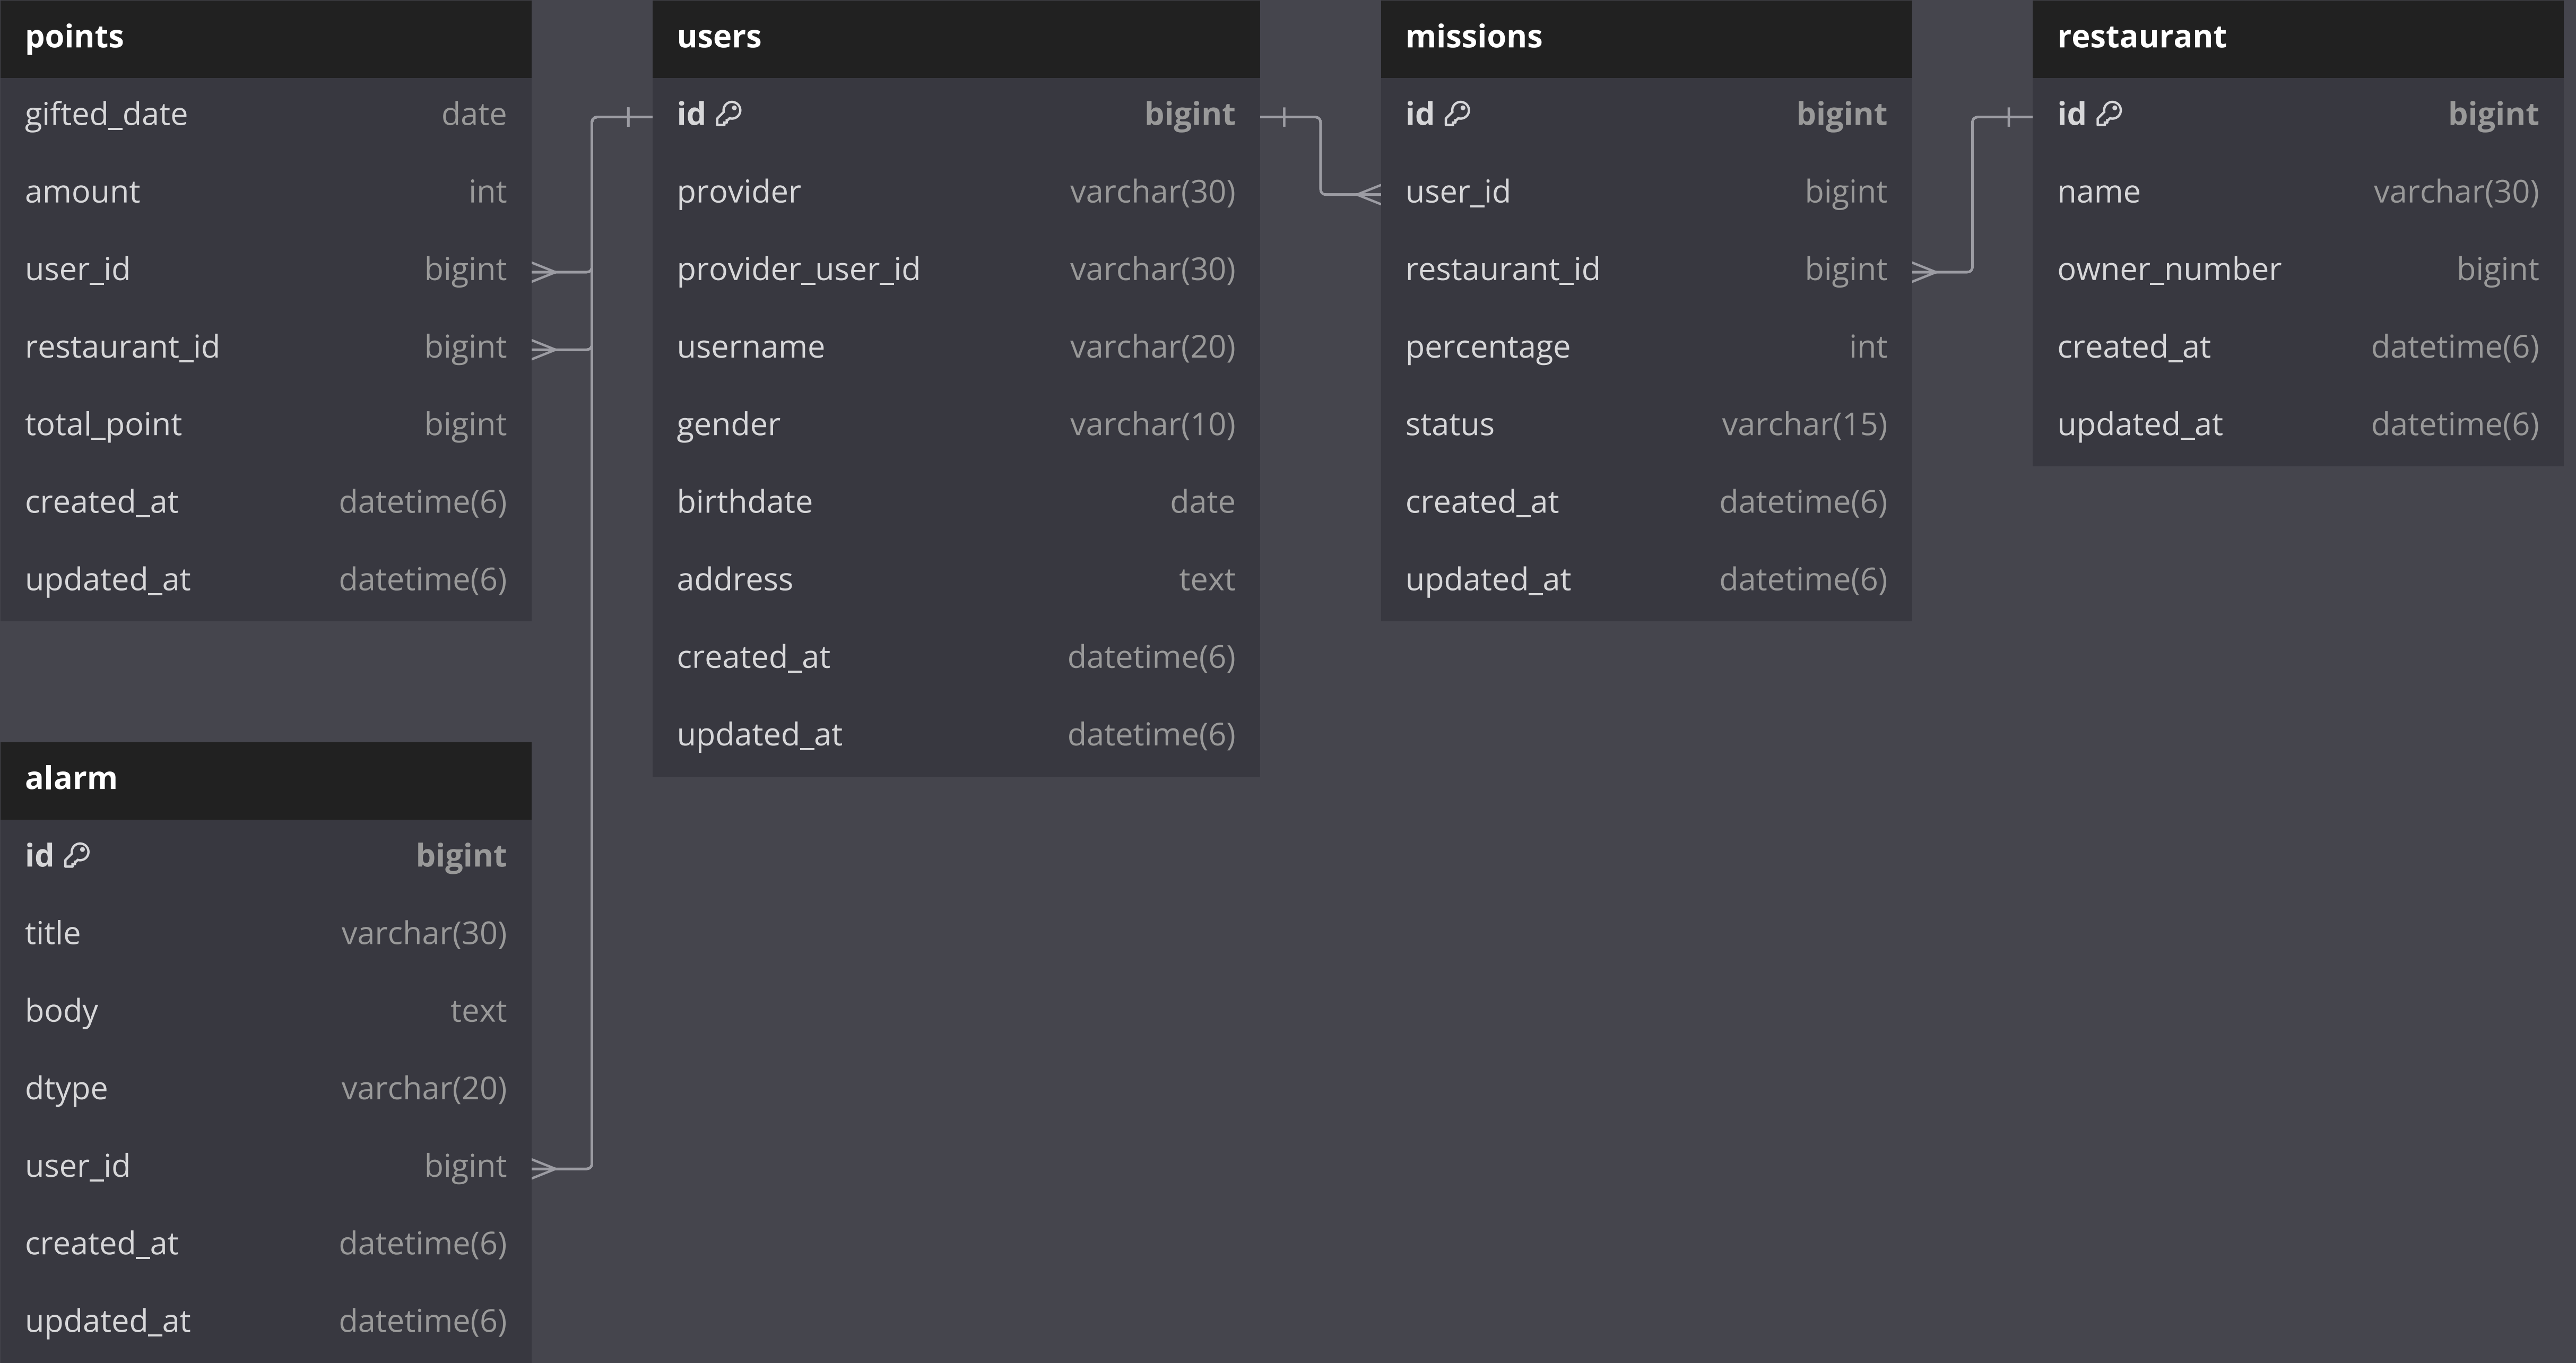 points
gifted_date date
amount int
user_id bigint
restaurant_id bigint
total_point bigint
created_at datetime(6)
updated_at datetime(6)
users
id bigint
provider varchar(30)
provider_user_id varchar(30)
username varchar(20)
gender varchar(10)
birthdate date
address text
created_at datetime(6)
updated_at datetime(6)
missions
id bigint
user_id bigint
restaurant_id bigint
percentage int
status varchar(15)
created_at datetime(6)
updated_at datetime(6)
restaurant
id bigint
name varchar(30)
owner_number bigint
created_at datetime(6)
updated_at datetime(6)
alarm
id bigint
title varchar(30)
body text
dtype varchar(20)
user_id bigint
created_at datetime(6)
updated_at datetime(6)